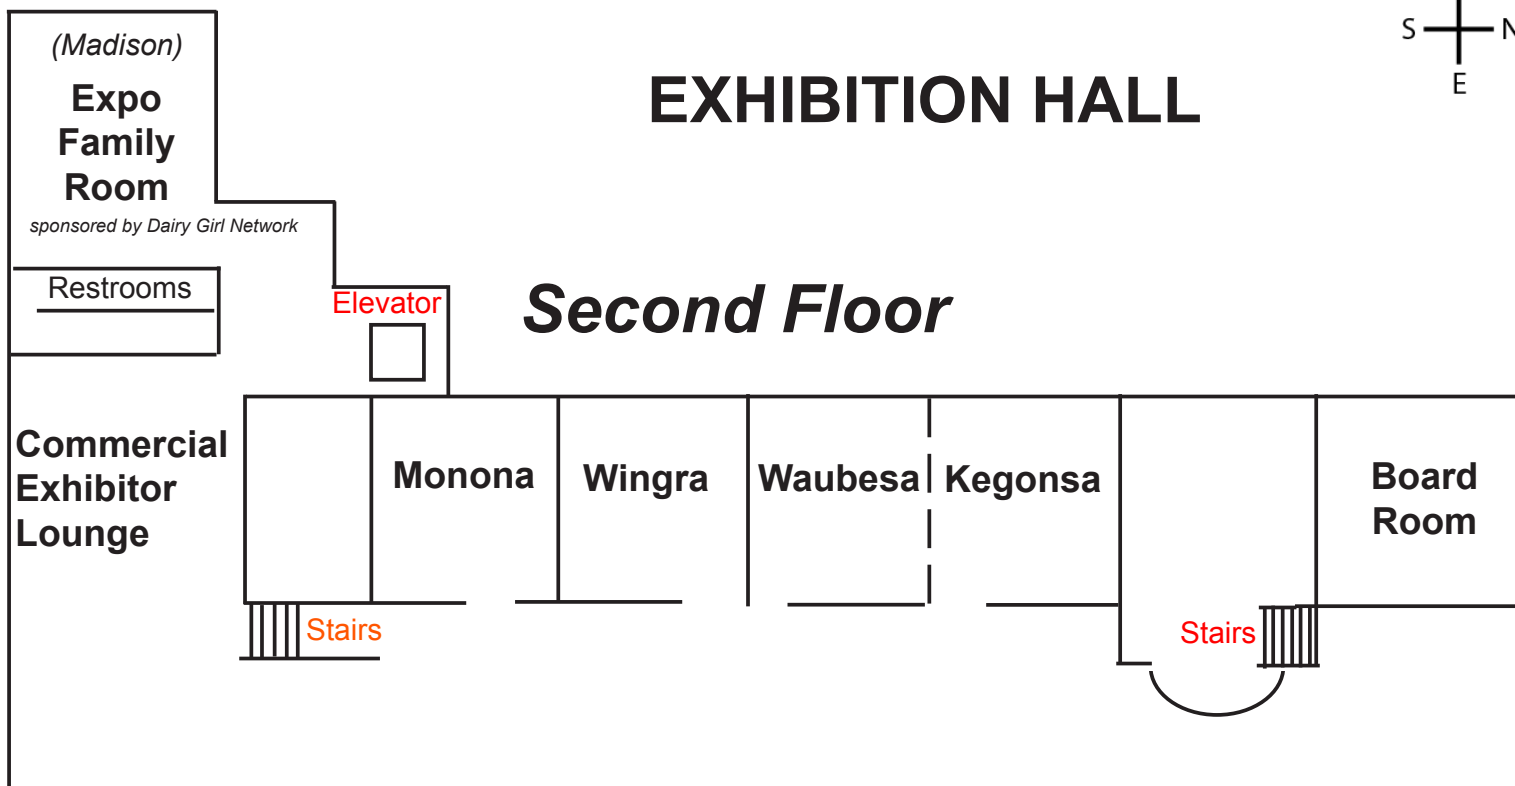 (Madison)
Expo
Family
Room
sponsored by Dairy Girl Network
Restrooms
EXHIBITION HALL
S N
E
Second Floor
Elevator
Commercial
Exhibitor
Lounge
Monona
Wingra
Waubesa
Kegonsa
Board
Room
Stairs
Stairs